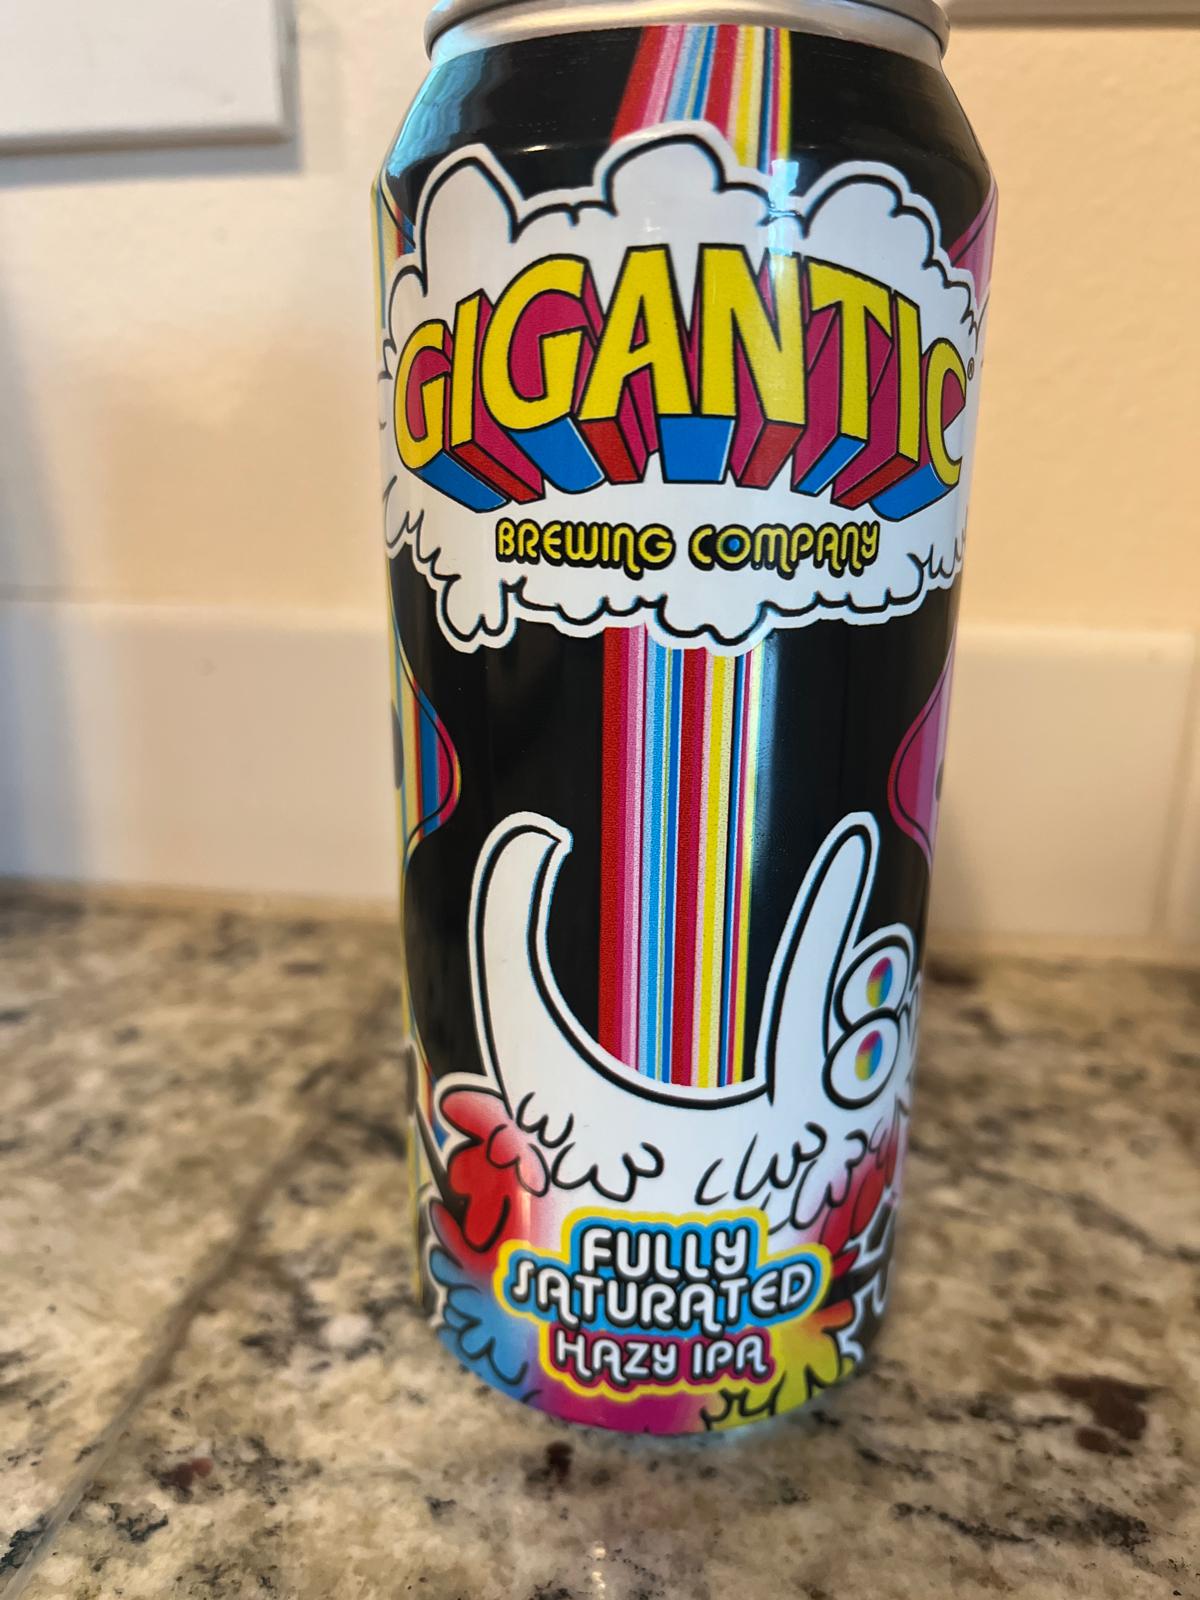 GIGANTIC®
BREWING COMPANY
FULLY
SATURATED
HAZY IPA